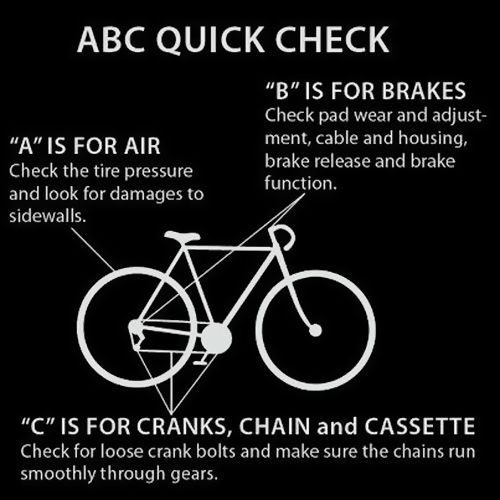 ABC QUICK CHECK
“B” IS FOR BRAKES
Check pad wear and adjust-
ment, cable and housing,
brake release and brake
function.
“A” IS FOR AIR
Check the tire pressure
and look for damages to
sidewalls.
“C” IS FOR CRANKS, CHAIN and CASSETTE
Check for loose crank bolts and make sure the chains run
smoothly through gears.